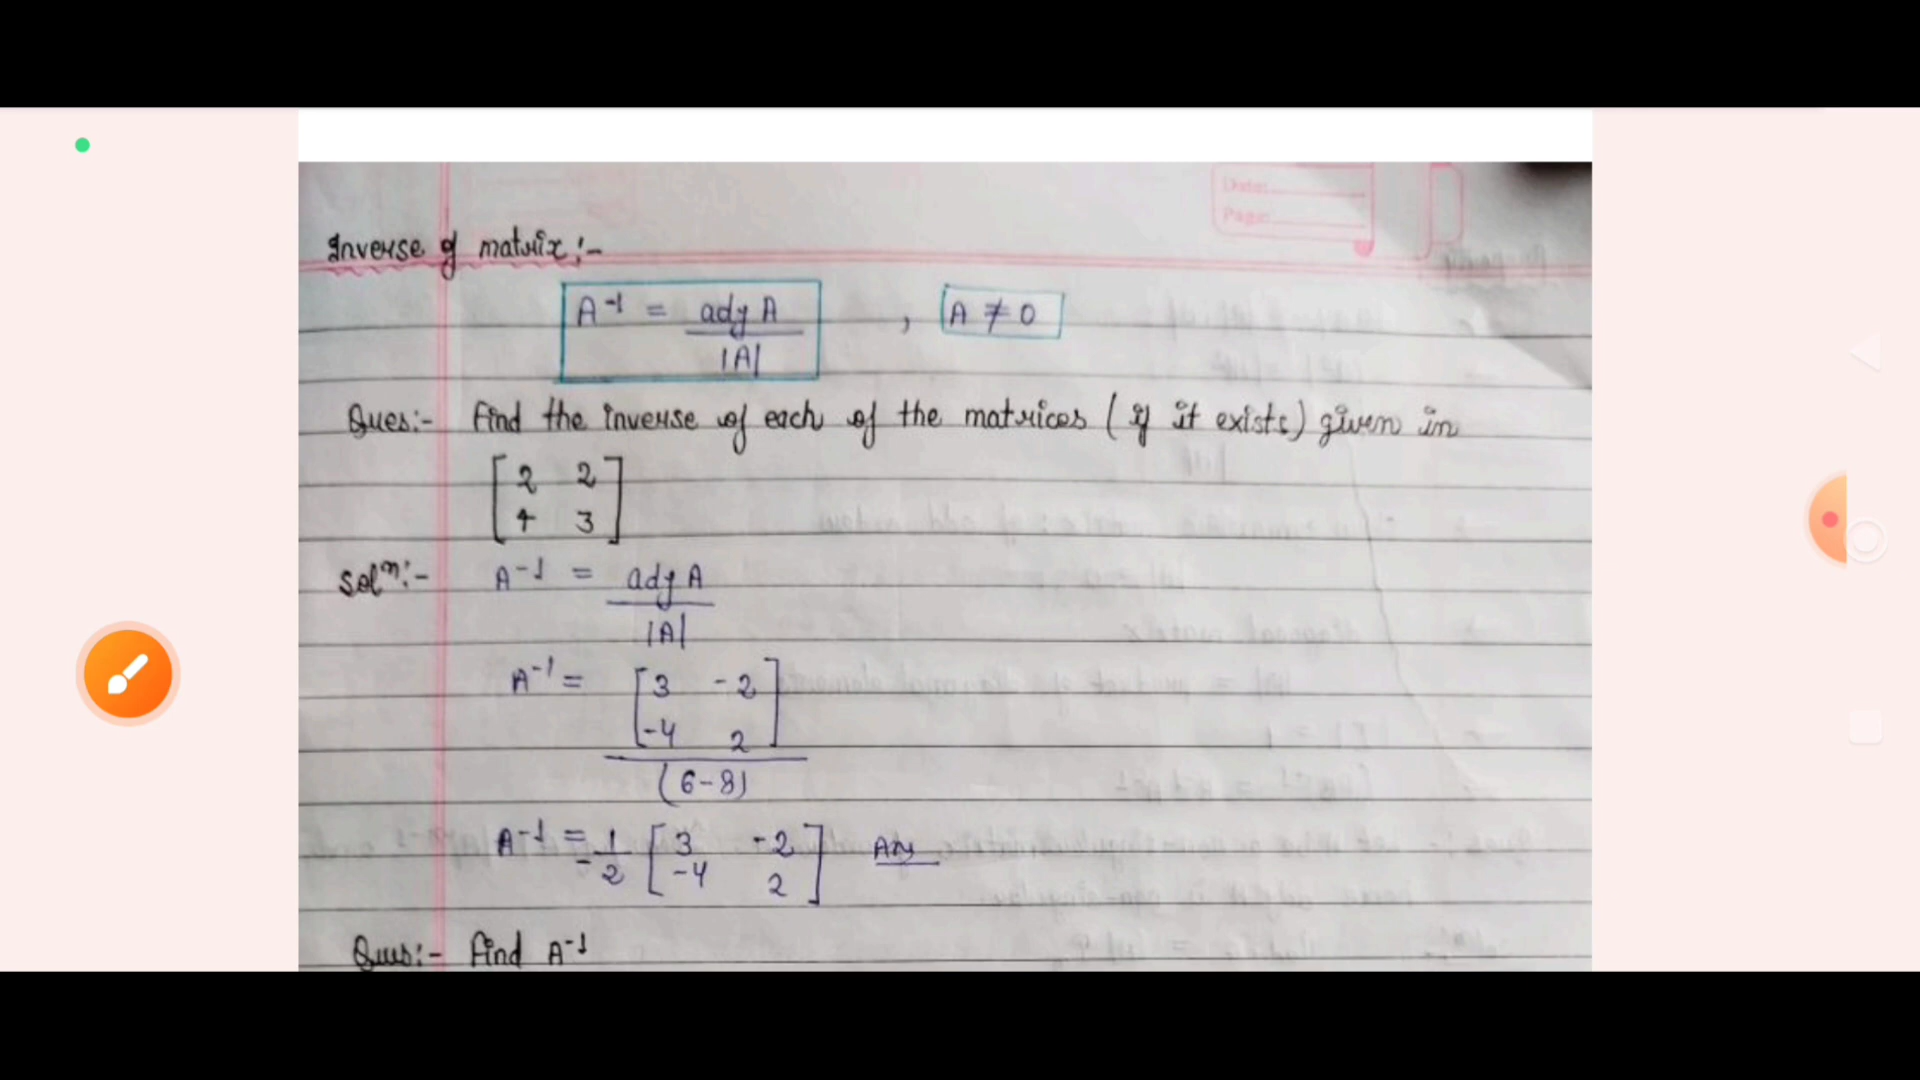 Date:
Page:
Inverse of matrix :-
A⁻¹ = adj A / |A| , A ≠ 0
Ques:- Find the inverse of each of the matrices ( if it exists) given in
[ 2 2
4 3 ]
Solⁿ:- A⁻¹ = adj A / |A|
A⁻¹ = [ 3 -2
-4 2 ]
(6-8)
A⁻¹ = -1/2 [ 3 -2
-4 2 ] Ans
Ques:- Find A⁻¹